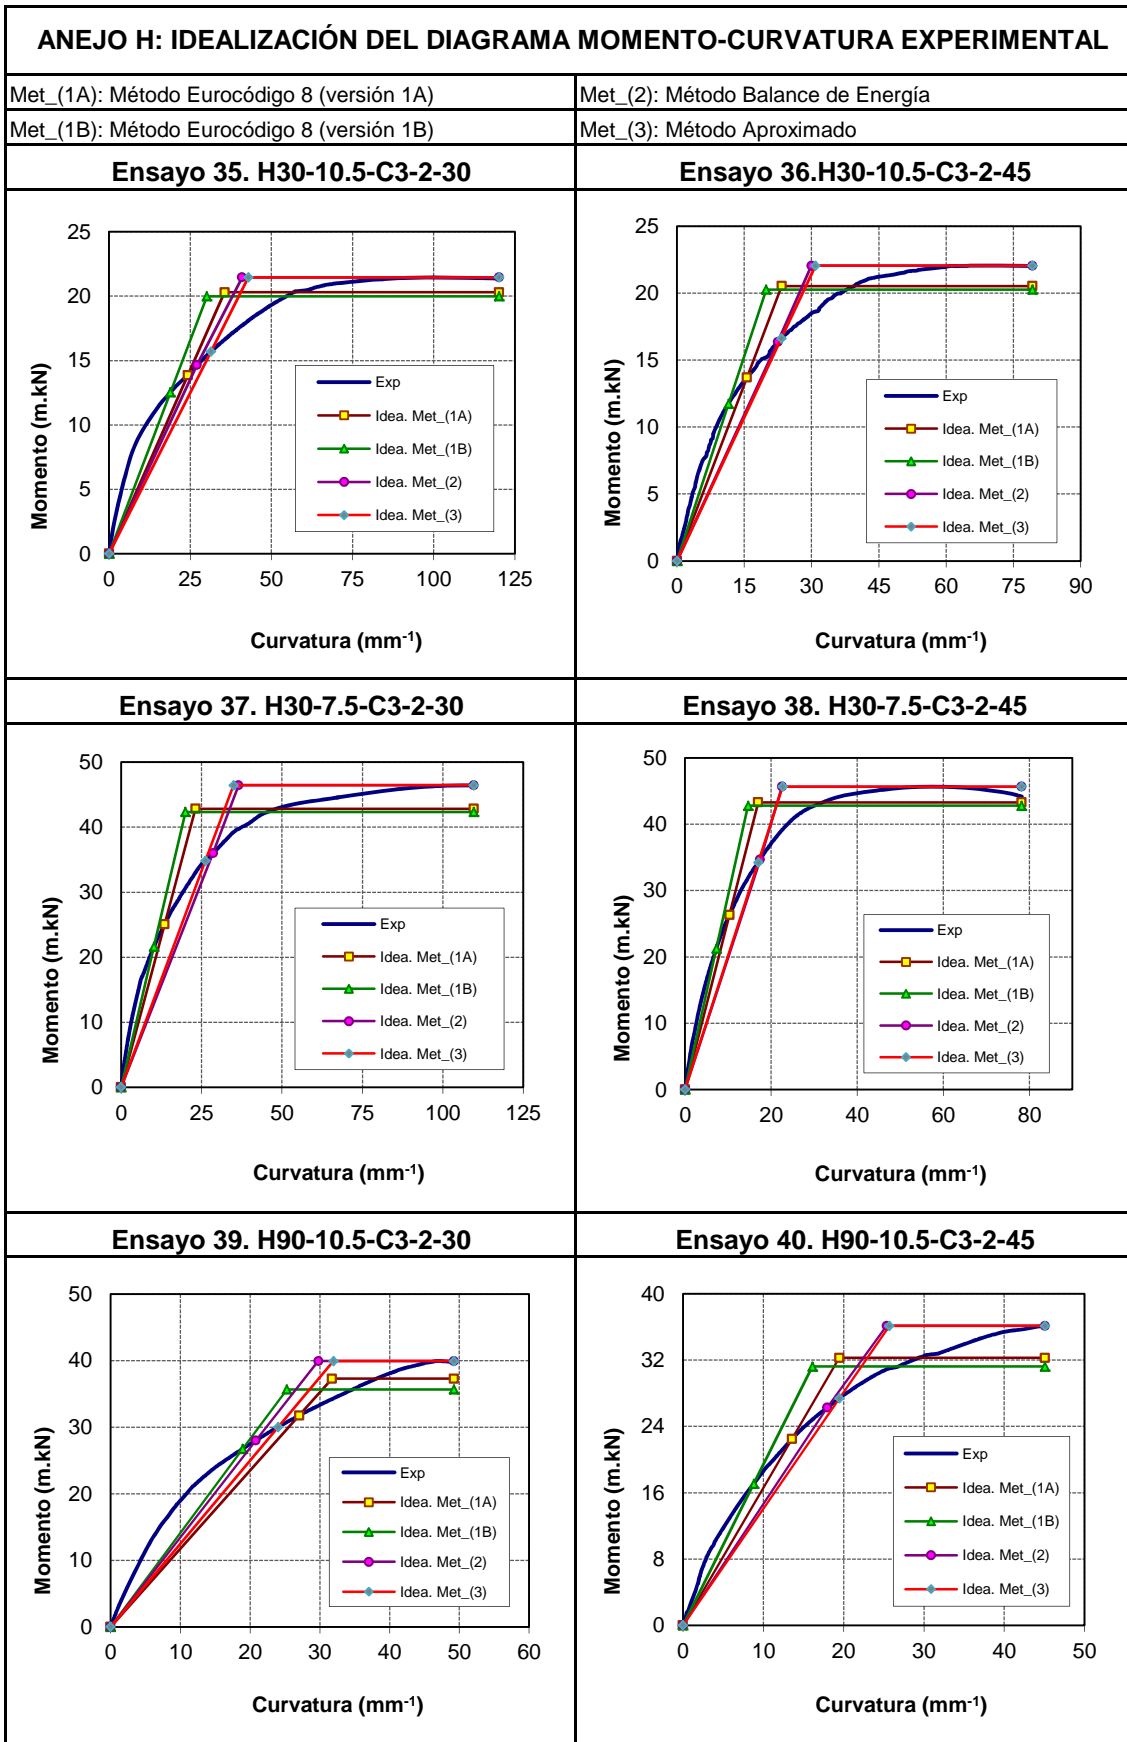 ANEJO H: IDEALIZACIÓN DEL DIAGRAMA MOMENTO-CURVATURA EXPERIMENTAL
Met_(1A): Método Eurocódigo 8 (versión 1A)
Met_(2): Método Balance de Energía
Met_(1B): Método Eurocódigo 8 (versión 1B)
Met_(3): Método Aproximado
Ensayo 35. H30-10.5-C3-2-30
Momento (m.kN)
25
20
15
10
5
0
Exp
Idea. Met_(1A)
Idea. Met_(1B)
Idea. Met_(2)
Idea. Met_(3)
0 25 50 75 100 125
Curvatura (mm-1)
Ensayo 36.H30-10.5-C3-2-45
Momento (m.kN)
25
20
15
10
5
0
Exp
Idea. Met_(1A)
Idea. Met_(1B)
Idea. Met_(2)
Idea. Met_(3)
0 15 30 45 60 75 90
Curvatura (mm-1)
Ensayo 37. H30-7.5-C3-2-30
Momento (m.kN)
50
40
30
20
10
0
Exp
Idea. Met_(1A)
Idea. Met_(1B)
Idea. Met_(2)
Idea. Met_(3)
0 25 50 75 100 125
Curvatura (mm-1)
Ensayo 38. H30-7.5-C3-2-45
Momento (m.kN)
50
40
30
20
10
0
Exp
Idea. Met_(1A)
Idea. Met_(1B)
Idea. Met_(2)
Idea. Met_(3)
0 20 40 60 80
Curvatura (mm-1)
Ensayo 39. H90-10.5-C3-2-30
Momento (m.kN)
50
40
30
20
10
0
Exp
Idea. Met_(1A)
Idea. Met_(1B)
Idea. Met_(2)
Idea. Met_(3)
0 10 20 30 40 50 60
Curvatura (mm-1)
Ensayo 40. H90-10.5-C3-2-45
Momento (m.kN)
40
32
24
16
8
0
Exp
Idea. Met_(1A)
Idea. Met_(1B)
Idea. Met_(2)
Idea. Met_(3)
0 10 20 30 40 50
Curvatura (mm-1)